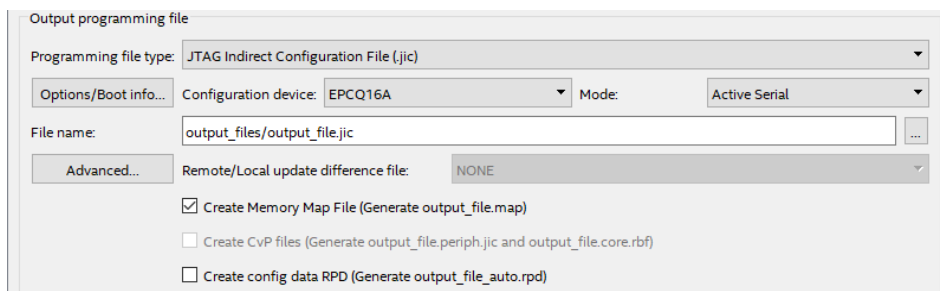 Output programming file
Programming file type: JTAG Indirect Configuration File (.jic)
Options/Boot info... Configuration device: EPCQ16A Mode: Active Serial
File name: output_files/output_file.jic ...
Advanced... Remote/Local update difference file: NONE
Create Memory Map File (Generate output_file.map)
Create CvP files (Generate output_file.periph.jic and output_file.core.rbf)
Create config data RPD (Generate output_file_auto.rpd)